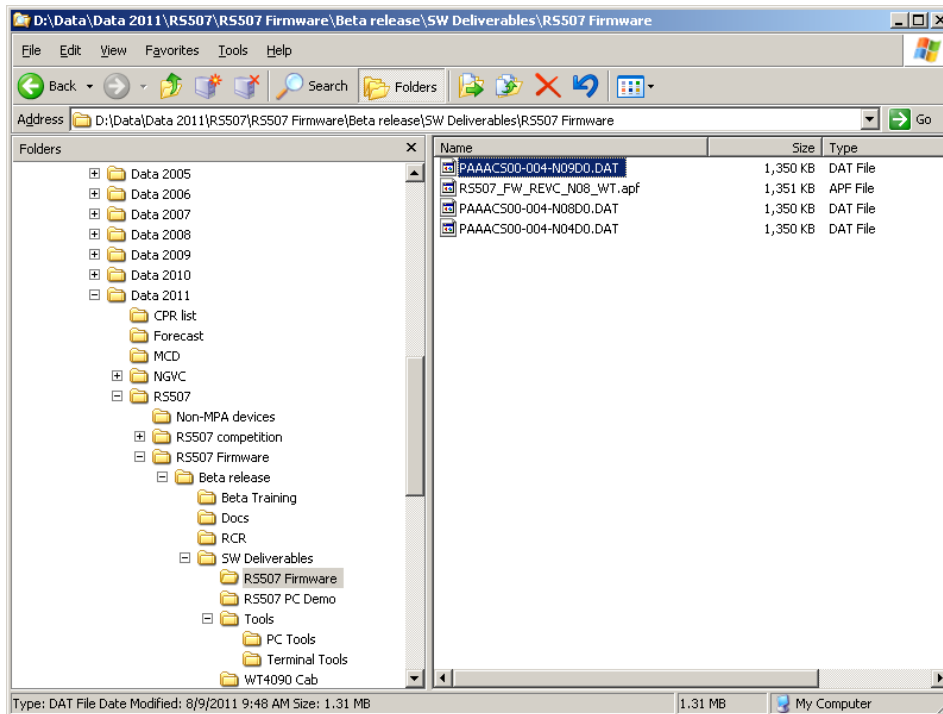 D:\Data\Data 2011\RS507\RS507 Firmware\Beta release\SW Deliverables\RS507 Firmware
File Edit View Favorites Tools Help
Back Search Folders
Address D:\Data\Data 2011\RS507\RS507 Firmware\Beta release\SW Deliverables\RS507 Firmware Go
Folders
Data 2005
Data 2006
Data 2007
Data 2008
Data 2009
Data 2010
Data 2011
CPR list
Forecast
MCD
NGVC
RS507
Non-MPA devices
RS507 competition
RS507 Firmware
Beta release
Beta Training
Docs
RCR
SW Deliverables
RS507 Firmware
RS507 PC Demo
Tools
PC Tools
Terminal Tools
WT4090 Cab
Name Size Type
PAAACS00-004-N09D0.DAT 1,350 KB DAT File
RS507_FW_REVC_N08_WT.apf 1,351 KB APF File
PAAACS00-004-N08D0.DAT 1,350 KB DAT File
PAAACS00-004-N04D0.DAT 1,350 KB DAT File
Type: DAT File Date Modified: 8/9/2011 9:48 AM Size: 1.31 MB 1.31 MB My Computer